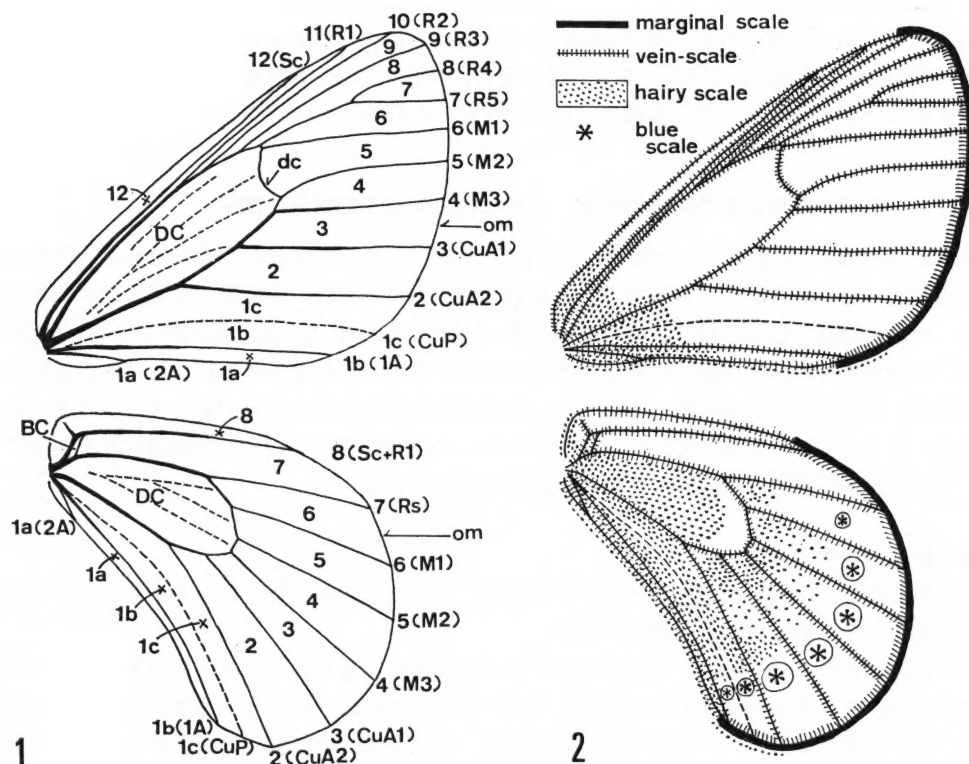 10(R2)
11(R1)
9(R3)
12(Sc)
9
8
8(R4)
7
7(R5)
6
6(M1)
5
dc
5(M2)
12
4
4(M3)
DC
3
om
3(CuA1)
2
2(CuA2)
1c
1b
1c(CuP)
1a(2A)
1a
1b(1A)
BC
8
7
8(Sc+R1)
DC
6
7(Rs)
om
1a(2A)
5
6(M1)
1a
4
1b
5(M2)
1c
2
3
4(M3)
1b(1A)
3(CuA1)
1c(CuP)
2(CuA2)
1
marginal scale
vein-scale
hairy scale
blue
scale
2